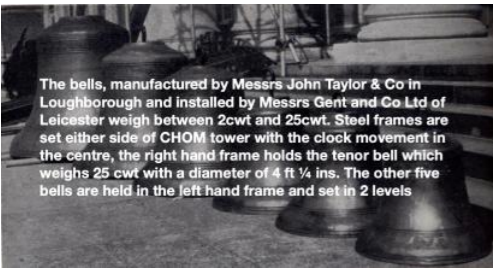 The bells, manufactured by Messrs John Taylor & Co in
Loughborough and installed by Messrs Gent and Co Ltd of
Leicester weigh between 2cwt and 25cwt. Steel frames are
set either side of CHOM tower with the clock movement in
the centre, the right hand frame holds the tenor bell which
weighs 25 cwt with a diameter of 4 ft ¼ ins. The other five
bells are held in the left hand frame and set in 2 levels